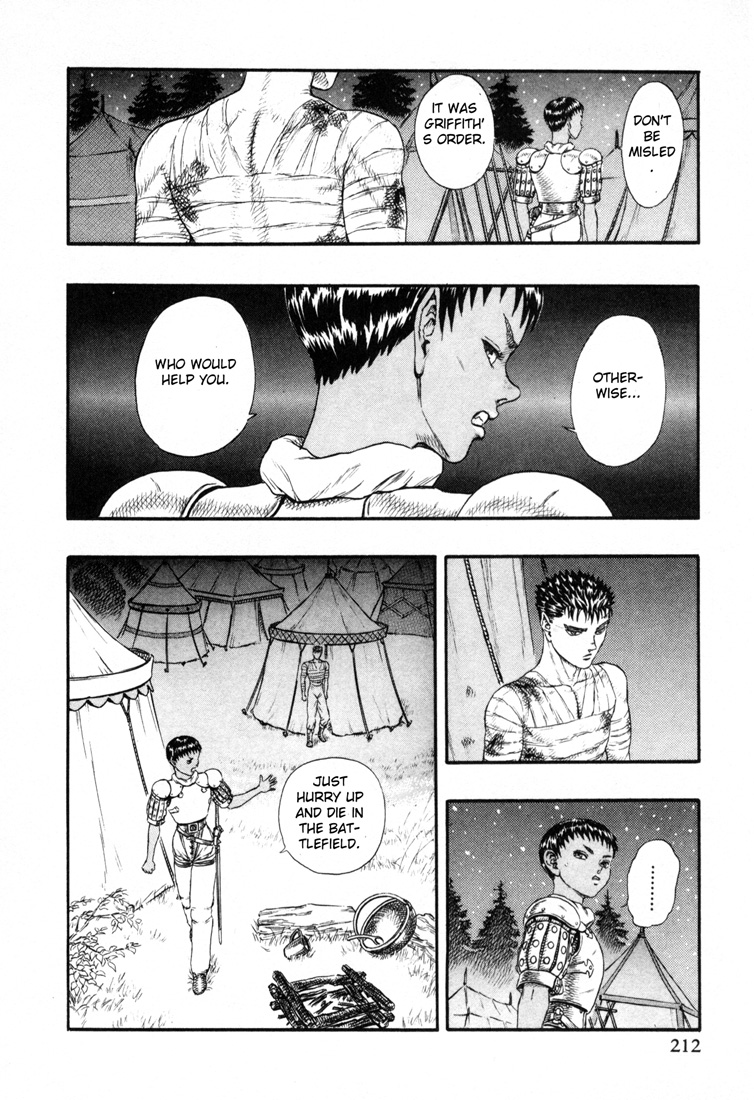 DON'T
BE
MISLED
.
IT WAS
GRIFFITH'
S ORDER.
OTHER-
WISE...
WHO WOULD
HELP YOU.
........
JUST
HURRY UP
AND DIE IN
THE BAT-
TLEFIELD.
212